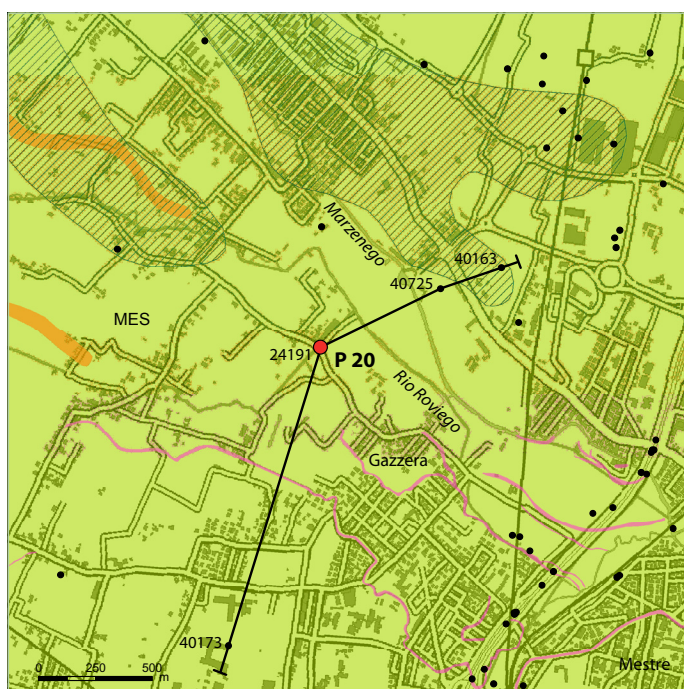 Marzenego
40163
40725
MES
24191
P 20
Rio Roviego
Gazzera
40173
Mestre
0 250 500
m